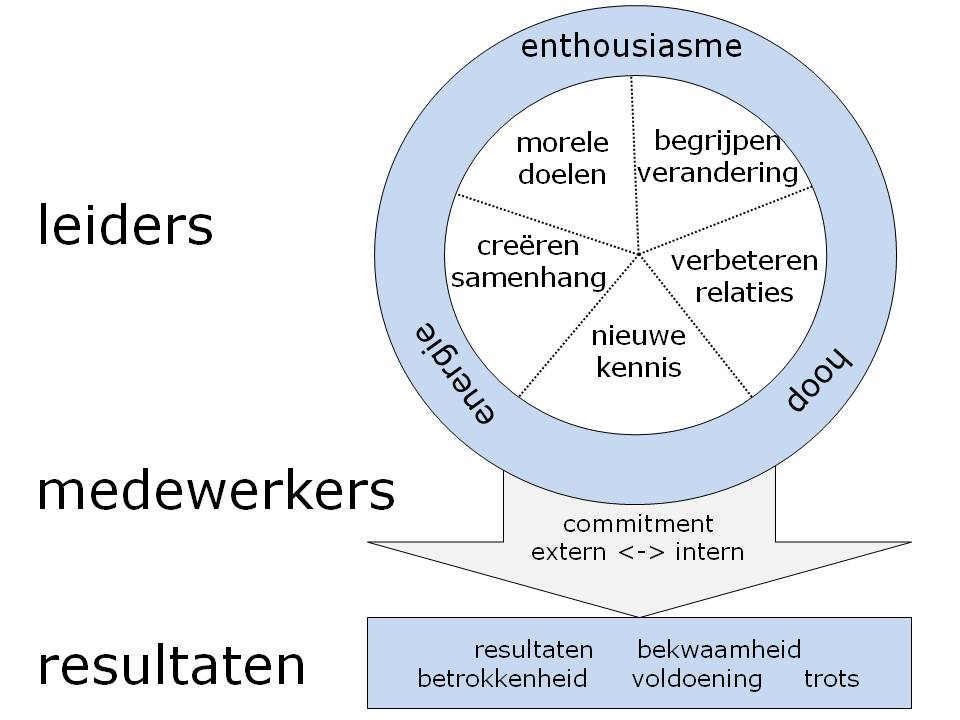 enthousiasme
morele
doelen
begrijpen
verandering
leiders
creëren
samenhang
verbeteren
relaties
nieuwe
kennis
energie
hoop
medewerkers
commitment
extern <-> intern
resultaten
resultaten bekwaamheid
betrokkenheid voldoening trots